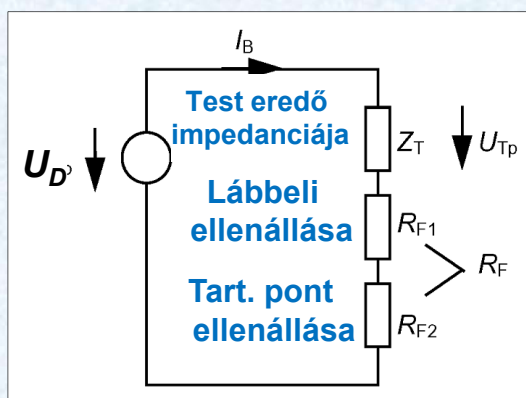 I_B
Test eredő
impedanciája
Z_T
U_Tp
U_D
Lábbeli
ellenállása
R_F1
R_F
Tart. pont
ellenállása
R_F2